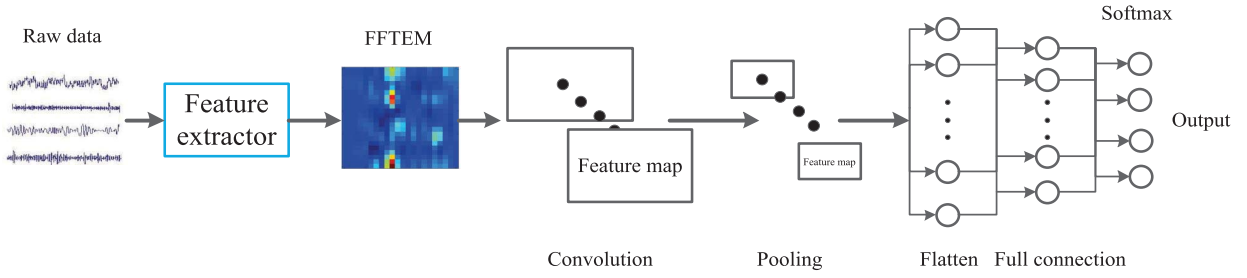 Raw data
Feature
extractor
FFTEM
Feature map
Feature map
Softmax
Output
Convolution
Pooling
Flatten
Full connection